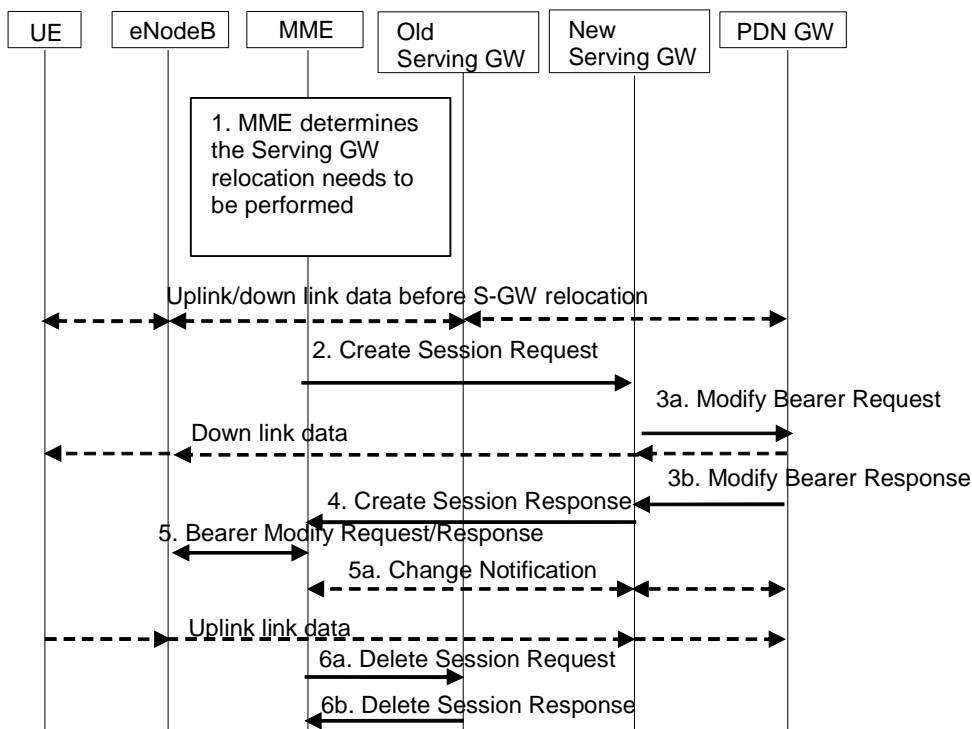 UE
eNodeB
MME
Old
Serving GW
New
Serving GW
PDN GW
1. MME determines
the Serving GW
relocation needs to
be performed
Uplink/down link data before S-GW relocation
2. Create Session Request
3a. Modify Bearer Request
Down link data
3b. Modify Bearer Response
4. Create Session Response
5. Bearer Modify Request/Response
5a. Change Notification
Uplink link data
6a. Delete Session Request
6b. Delete Session Response